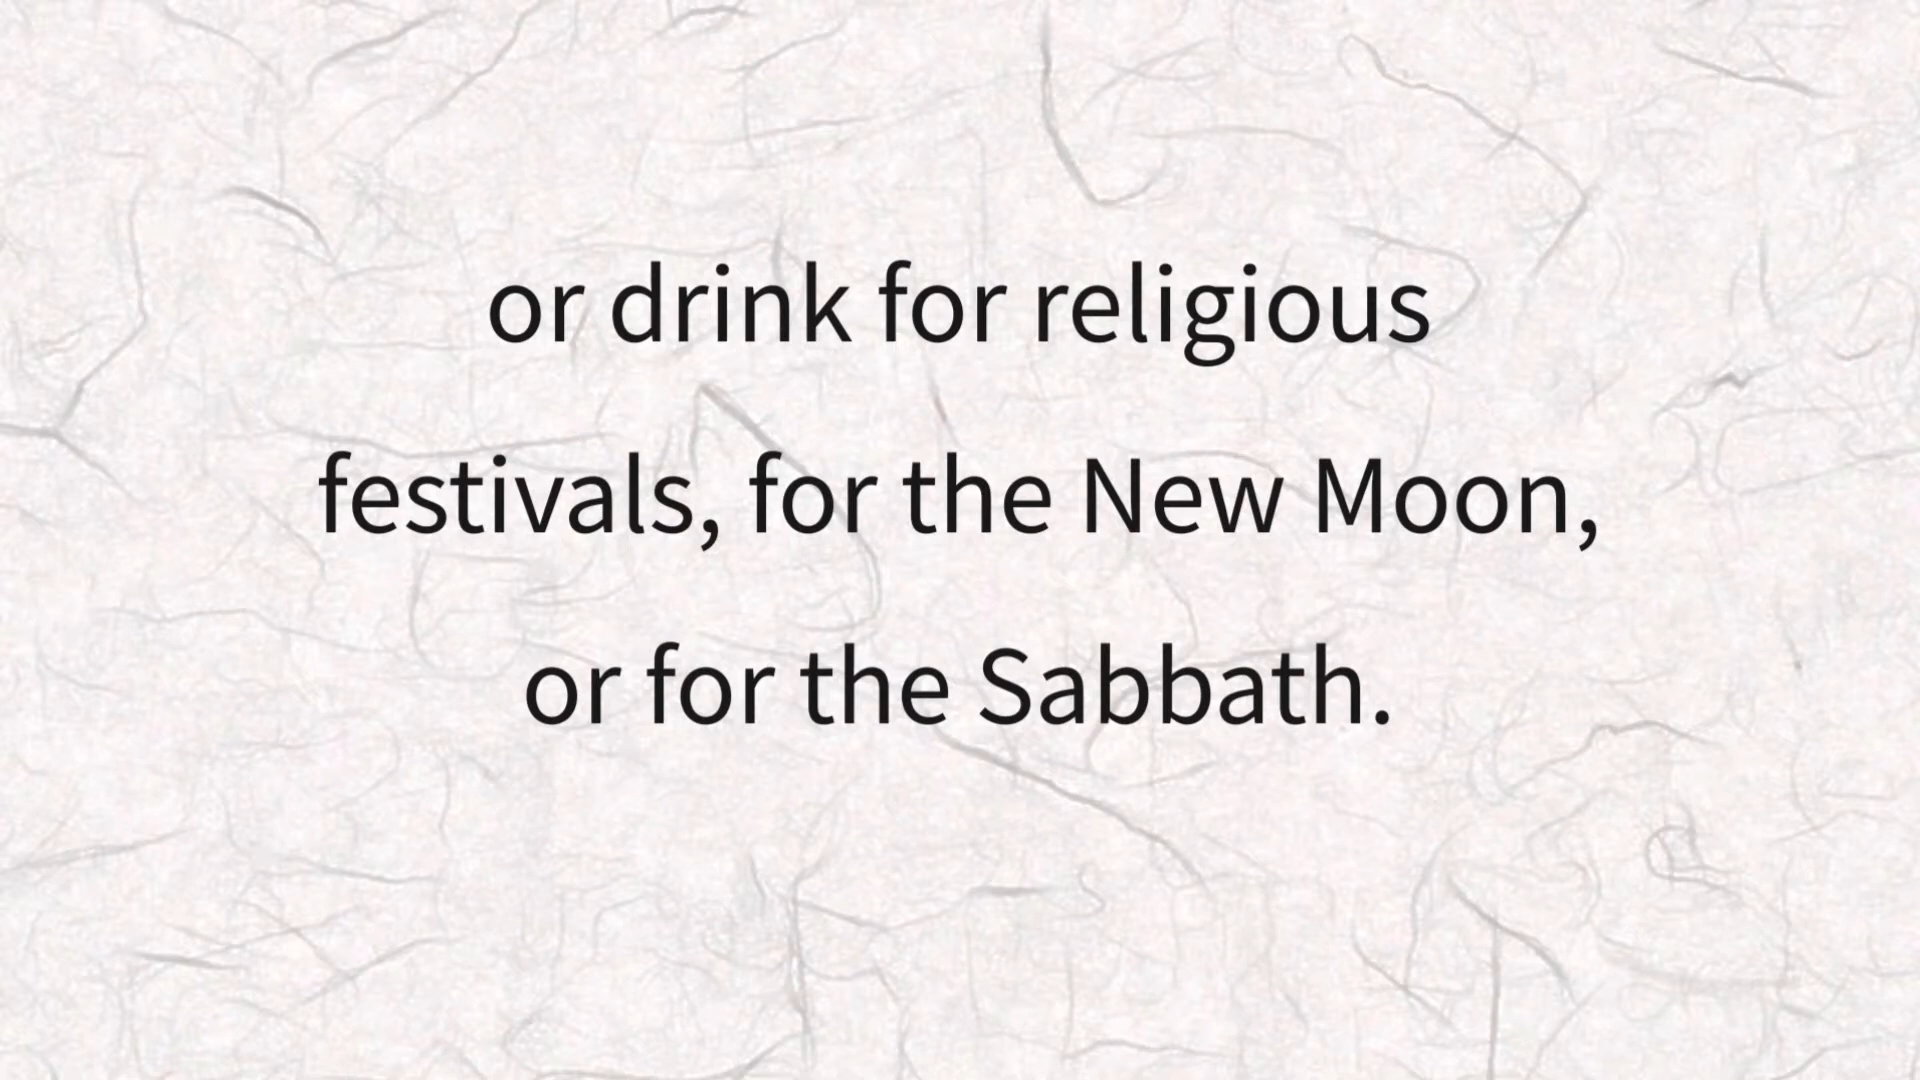 or drink for religious
festivals, for the New Moon,
or for the Sabbath.